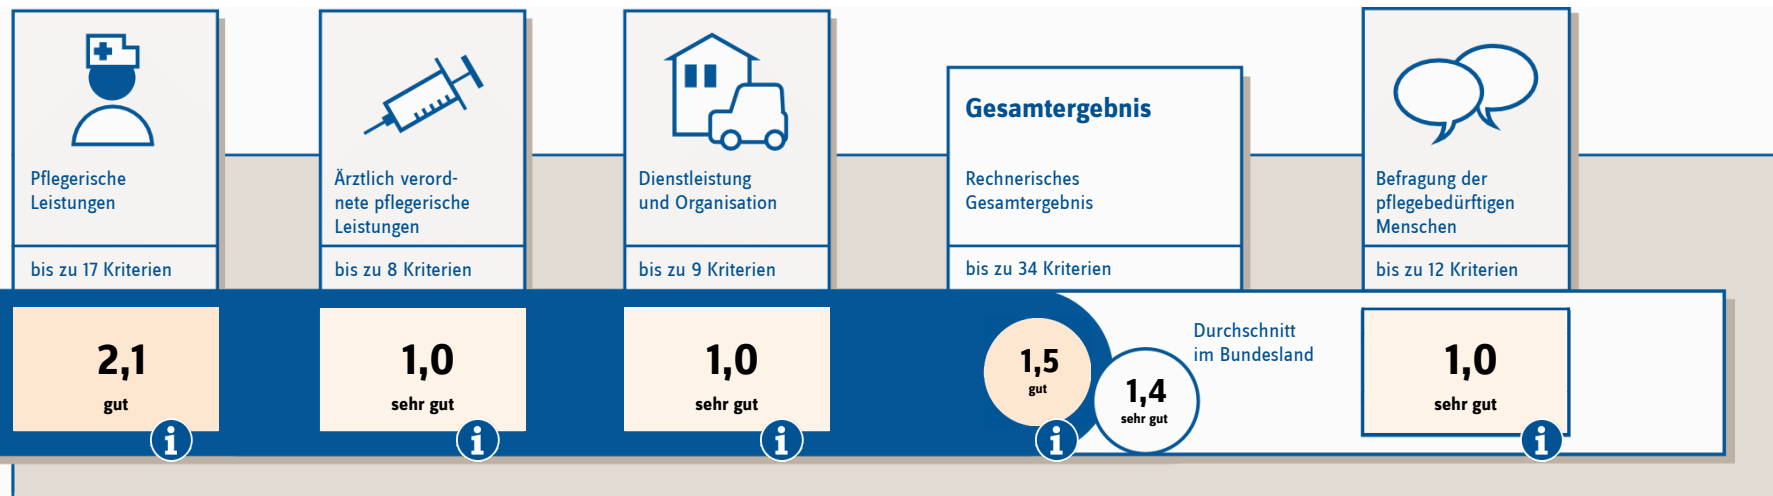 Pflegerische
Leistungen
bis zu 17 Kriterien
2,1
gut
i
Ärztlich verord-
nete pflegerische
Leistungen
bis zu 8 Kriterien
1,0
sehr gut
i
Dienstleistung
und Organisation
bis zu 9 Kriterien
1,0
sehr gut
i
Gesamtergebnis
Rechnerisches
Gesamtergebnis
bis zu 34 Kriterien
1,5
gut
i
Durchschnitt
im Bundesland
1,4
sehr gut
Befragung der
pflegebedürftigen
Menschen
bis zu 12 Kriterien
1,0
sehr gut
i